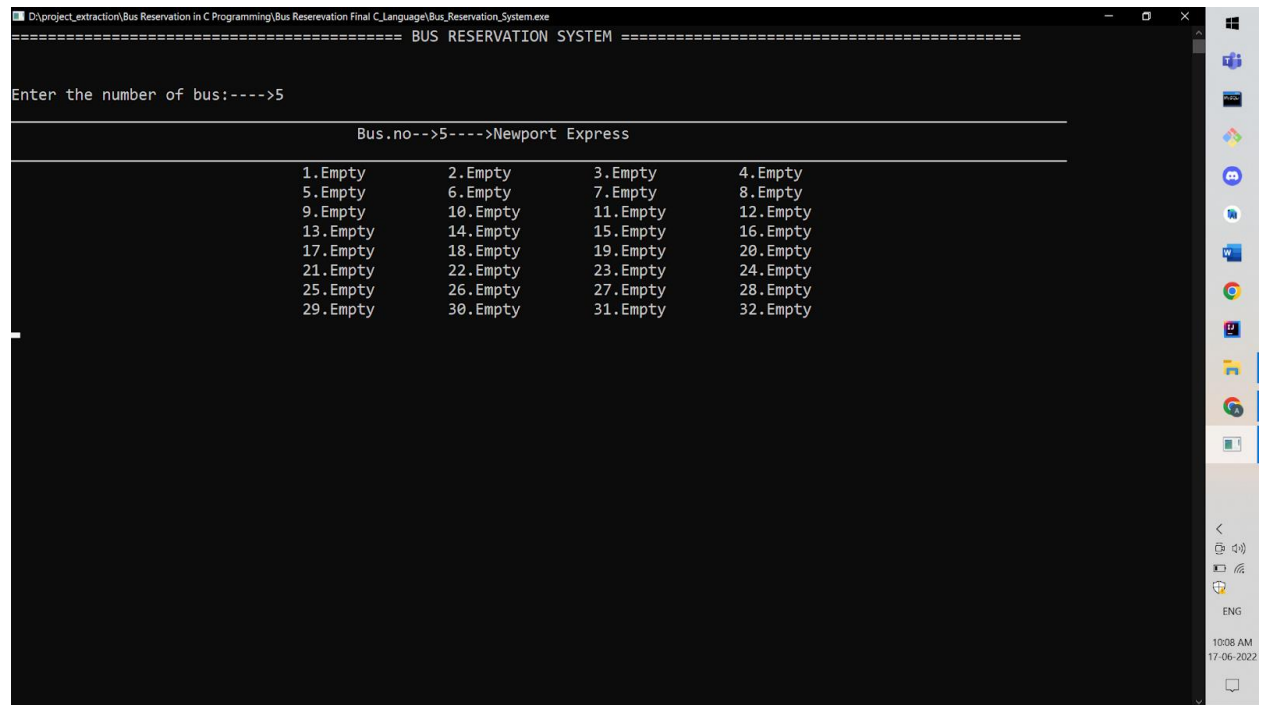 D:\project_extraction\Bus Reservation in C Programming\Bus Reserevation Final C_Language\Bus_Reservation_System.exe
=========================================== BUS RESERVATION SYSTEM ============================================
Enter the number of bus:---->5
Bus.no-->5---->Newport Express
1.Empty 2.Empty 3.Empty 4.Empty
5.Empty 6.Empty 7.Empty 8.Empty
9.Empty 10.Empty 11.Empty 12.Empty
13.Empty 14.Empty 15.Empty 16.Empty
17.Empty 18.Empty 19.Empty 20.Empty
21.Empty 22.Empty 23.Empty 24.Empty
25.Empty 26.Empty 27.Empty 28.Empty
29.Empty 30.Empty 31.Empty 32.Empty
ENG
10:08 AM
17-06-2022